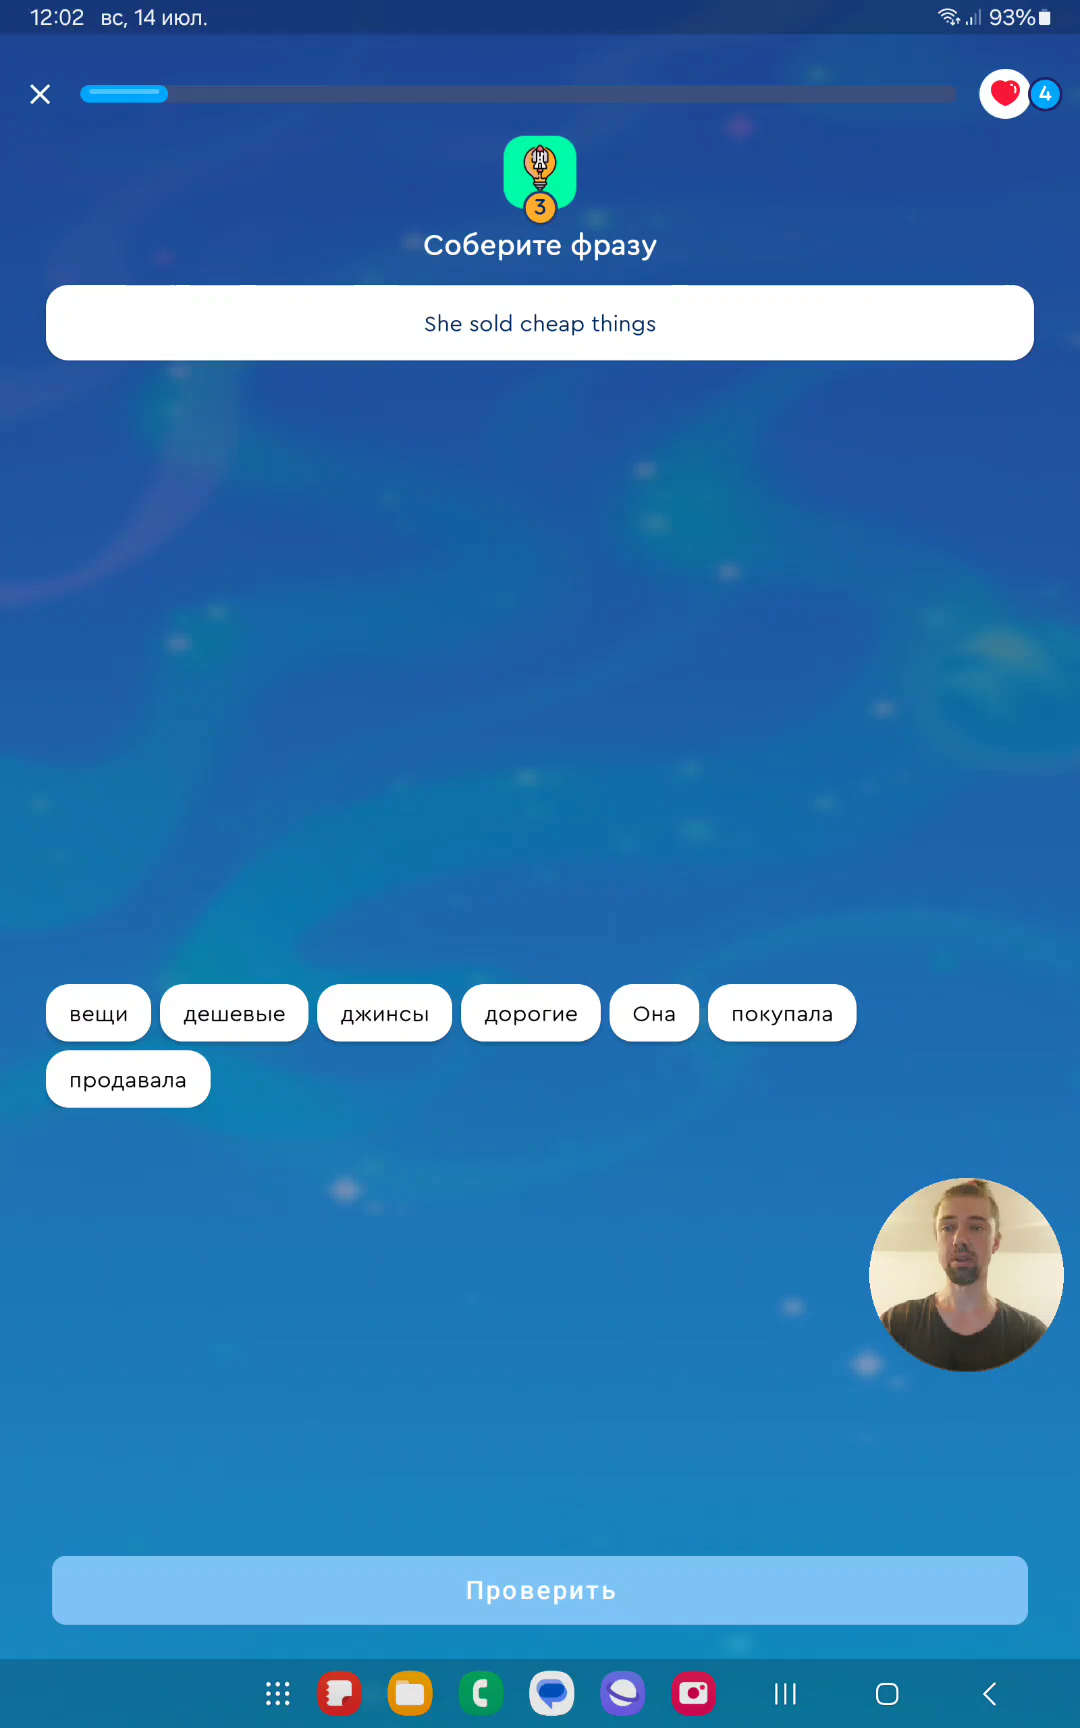 12:02 вс, 14 июл. 93%
4
3
Соберите фразу
She sold cheap things
вещи дешевые джинсы дорогие Она покупала
продавала
Проверить